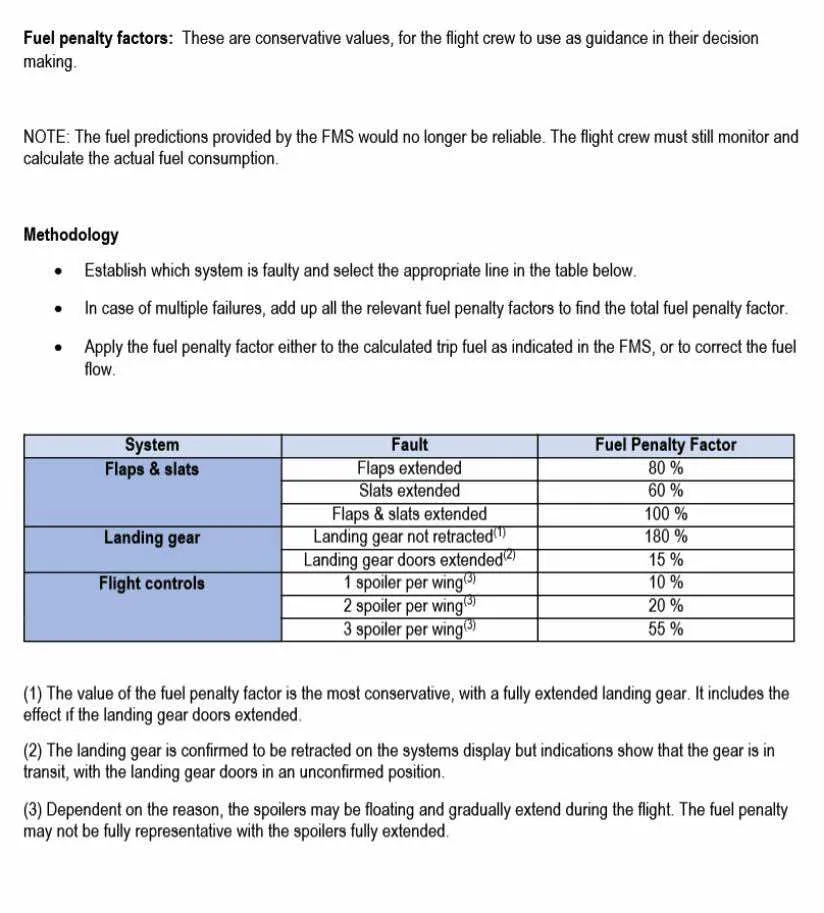 Fuel penalty factors: These are conservative values, for the flight crew to use as guidance in their decision
making.
NOTE: The fuel predictions provided by the FMS would no longer be reliable. The flight crew must still monitor and
calculate the actual fuel consumption.
Methodology
• Establish which system is faulty and select the appropriate line in the table below.
• In case of multiple failures, add up all the relevant fuel penalty factors to find the total fuel penalty factor.
• Apply the fuel penalty factor either to the calculated trip fuel as indicated in the FMS, or to correct the fuel
flow.
System Fault Fuel Penalty Factor
Flaps & slats Flaps extended 80 %
Slats extended 60 %
Flaps & slats extended 100 %
Landing gear Landing gear not retracted(1) 180 %
Landing gear doors extended(2) 15 %
Flight controls 1 spoiler per wing(3) 10 %
2 spoiler per wing(3) 20 %
3 spoiler per wing(3) 55 %
(1) The value of the fuel penalty factor is the most conservative, with a fully extended landing gear. It includes the
effect if the landing gear doors extended.
(2) The landing gear is confirmed to be retracted on the systems display but indications show that the gear is in
transit, with the landing gear doors in an unconfirmed position.
(3) Dependent on the reason, the spoilers may be floating and gradually extend during the flight. The fuel penalty
may not be fully representative with the spoilers fully extended.